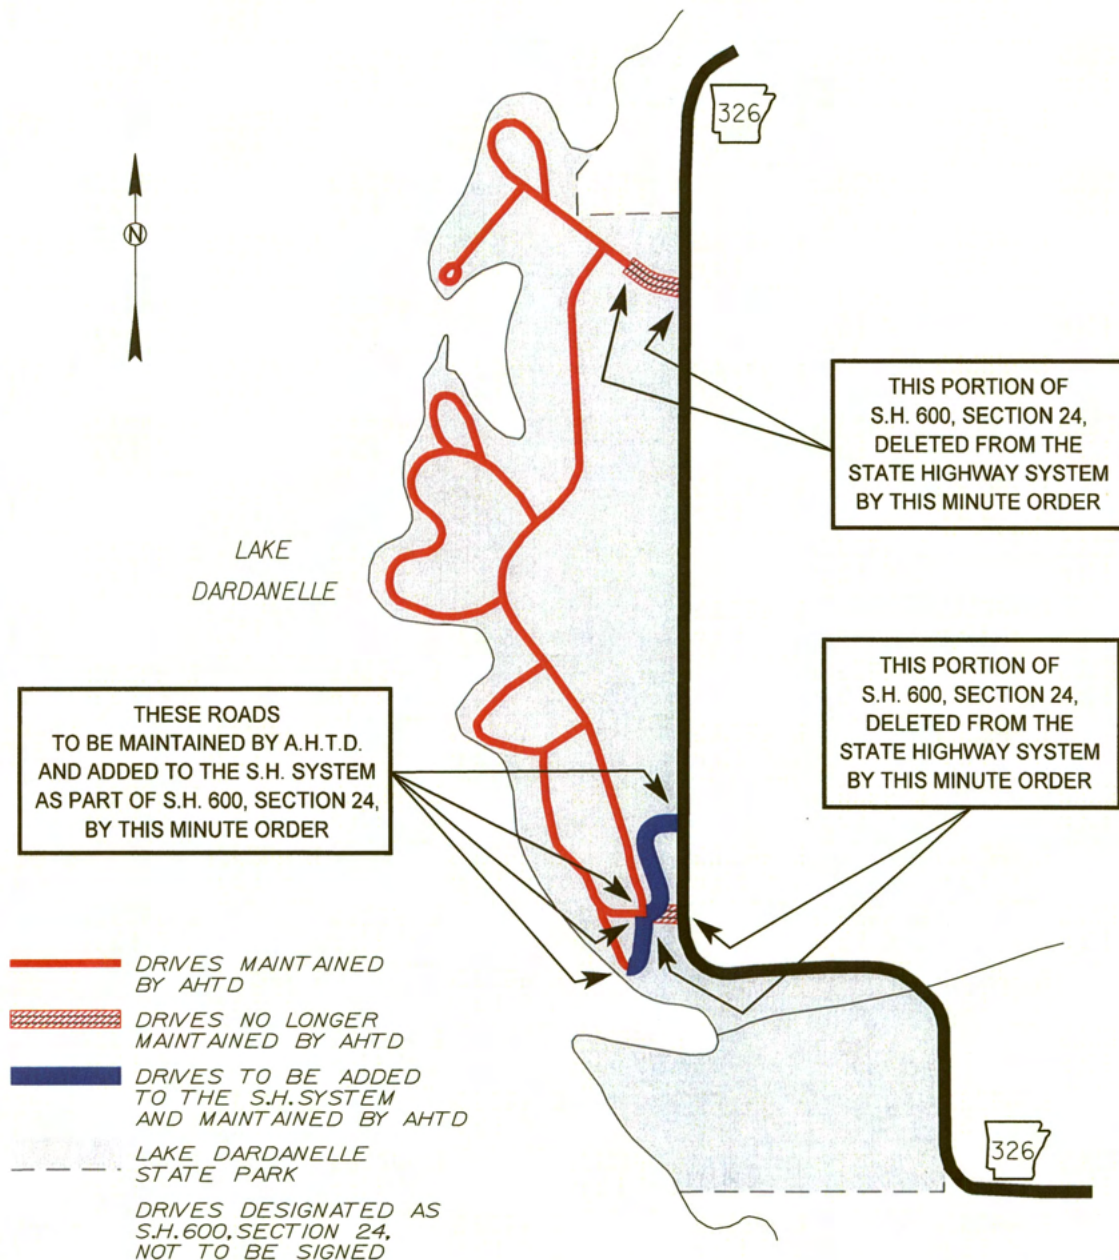 326
N
THIS PORTION OF
S.H. 600, SECTION 24,
DELETED FROM THE
STATE HIGHWAY SYSTEM
BY THIS MINUTE ORDER
LAKE
DARDANELLE
THIS PORTION OF
S.H. 600, SECTION 24,
DELETED FROM THE
STATE HIGHWAY SYSTEM
BY THIS MINUTE ORDER
THESE ROADS
TO BE MAINTAINED BY A.H.T.D.
AND ADDED TO THE S.H. SYSTEM
AS PART OF S.H. 600, SECTION 24,
BY THIS MINUTE ORDER
DRIVES MAINTAINED
BY AHTD
DRIVES NO LONGER
MAINTAINED BY AHTD
DRIVES TO BE ADDED
TO THE S.H.SYSTEM
AND MAINTAINED BY AHTD
LAKE DARDANELLE
STATE PARK
DRIVES DESIGNATED AS
S.H.600, SECTION 24,
NOT TO BE SIGNED
326